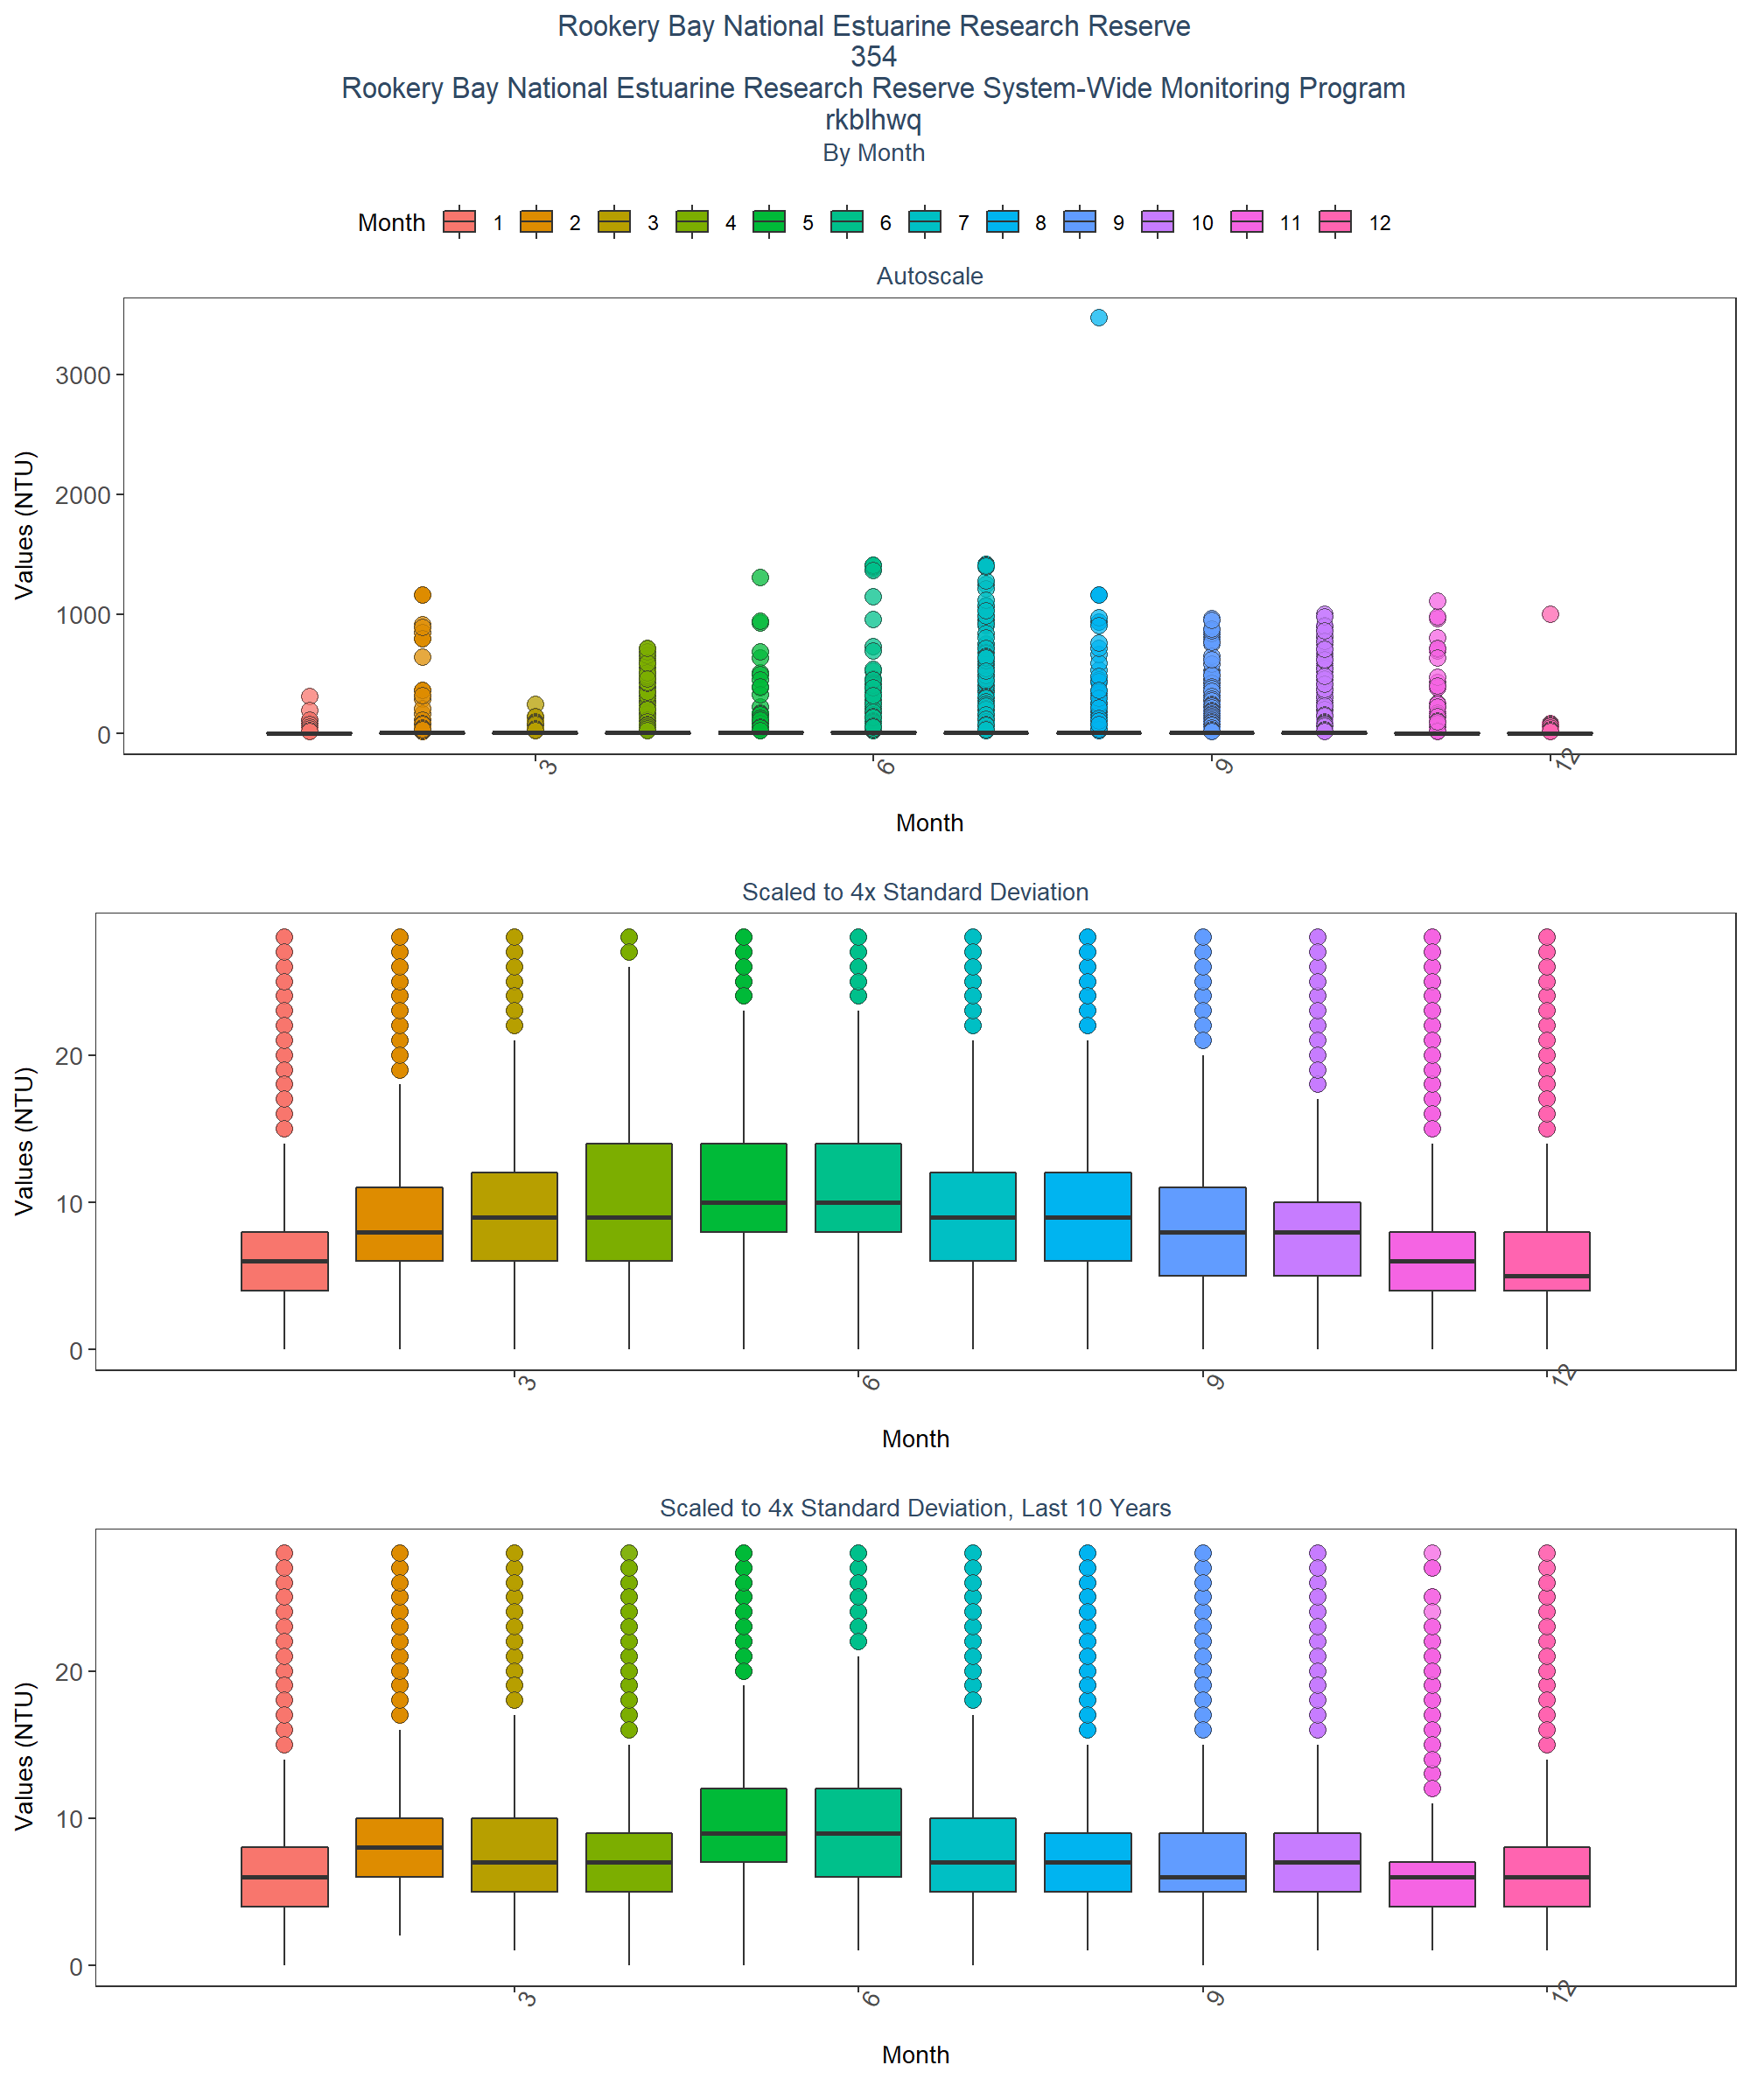 Rookery Bay National Estuarine Research Reserve
354
Rookery Bay National Estuarine Research Reserve System-Wide Monitoring Program
rkblhwq
By Month
Month 1 2 3 4 5 6 7 8 9 10 11 12
Autoscale
Values (NTU)
3000
2000
1000
0
3 6 9 12
Month
Scaled to 4x Standard Deviation
Values (NTU)
20
10
0
3 6 9 12
Month
Scaled to 4x Standard Deviation, Last 10 Years
Values (NTU)
20
10
0
3 6 9 12
Month